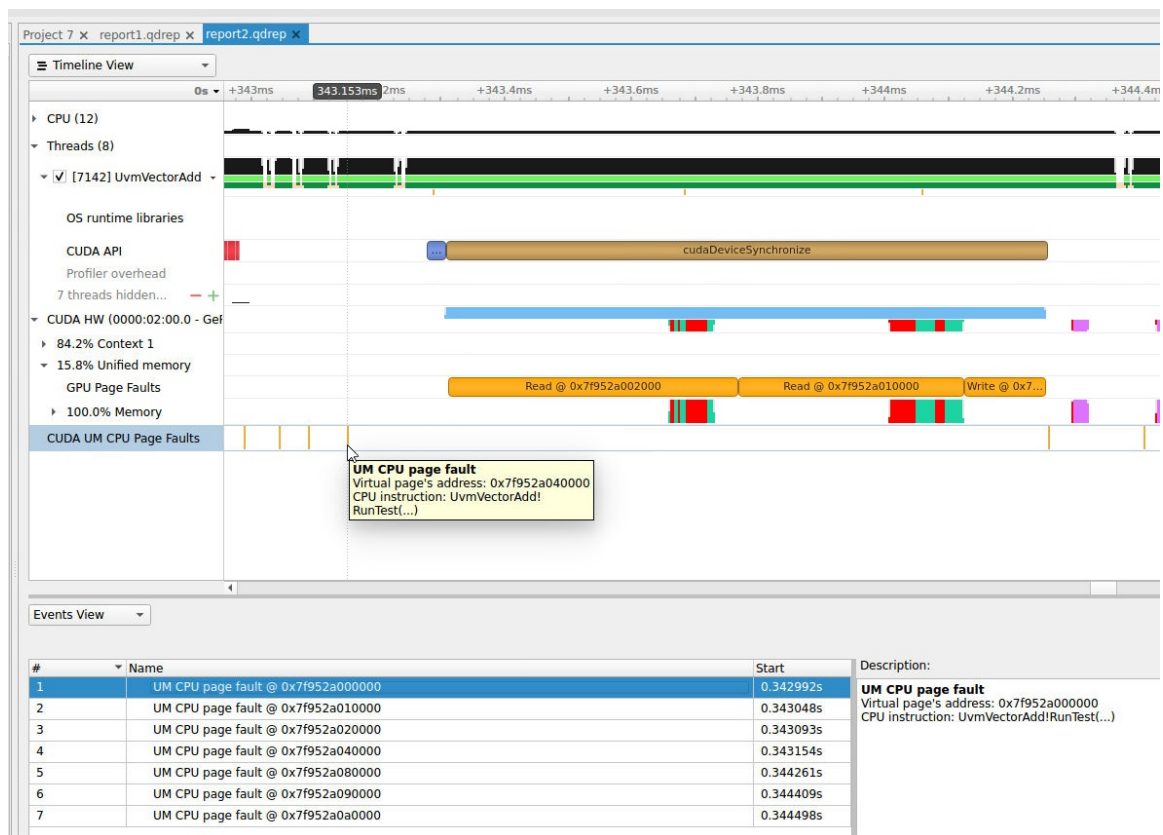 Project 7 × report1.qdrep × report2.qdrep ×
Timeline View
0s +343ms 343.153ms 2ms +343.4ms +343.6ms +343.8ms +344ms +344.2ms +344.4m
CPU (12)
Threads (8)
[7142] UvmVectorAdd
OS runtime libraries
CUDA API ... cudaDeviceSynchronize
Profiler overhead
7 threads hidden... − +
CUDA HW (0000:02:00.0 - GeF
84.2% Context 1
15.8% Unified memory
GPU Page Faults Read @ 0x7f952a002000 Read @ 0x7f952a010000 Write @ 0x7...
100.0% Memory
CUDA UM CPU Page Faults
UM CPU page fault
Virtual page's address: 0x7f952a040000
CPU instruction: UvmVectorAdd!
RunTest(...)
Events View
# Name Start Description:
1 UM CPU page fault @ 0x7f952a000000 0.342992s
2 UM CPU page fault @ 0x7f952a010000 0.343048s
3 UM CPU page fault @ 0x7f952a020000 0.343093s
4 UM CPU page fault @ 0x7f952a040000 0.343154s
5 UM CPU page fault @ 0x7f952a080000 0.344261s
6 UM CPU page fault @ 0x7f952a090000 0.344409s
7 UM CPU page fault @ 0x7f952a0a0000 0.344498s
UM CPU page fault
Virtual page's address: 0x7f952a000000
CPU instruction: UvmVectorAdd!RunTest(...)